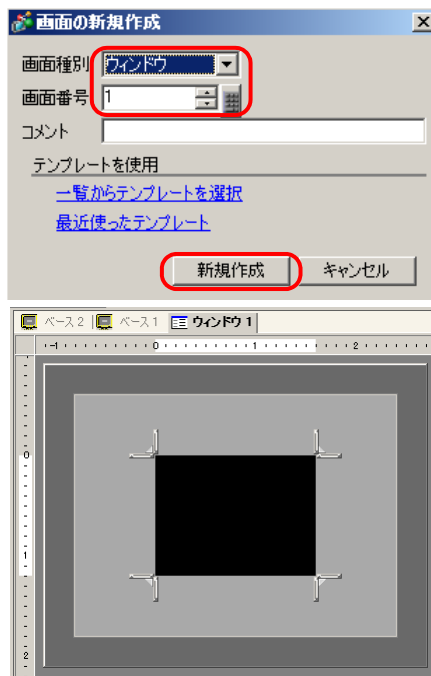 画面の新規作成
画面種別 ウィンドウ
画面番号 1
コメント
テンプレートを使用
一覧からテンプレートを選択
最近使ったテンプレート
新規作成 キャンセル
ベース 2 ベース 1 ウィンドウ 1
-1 0 1 2
0
1
2